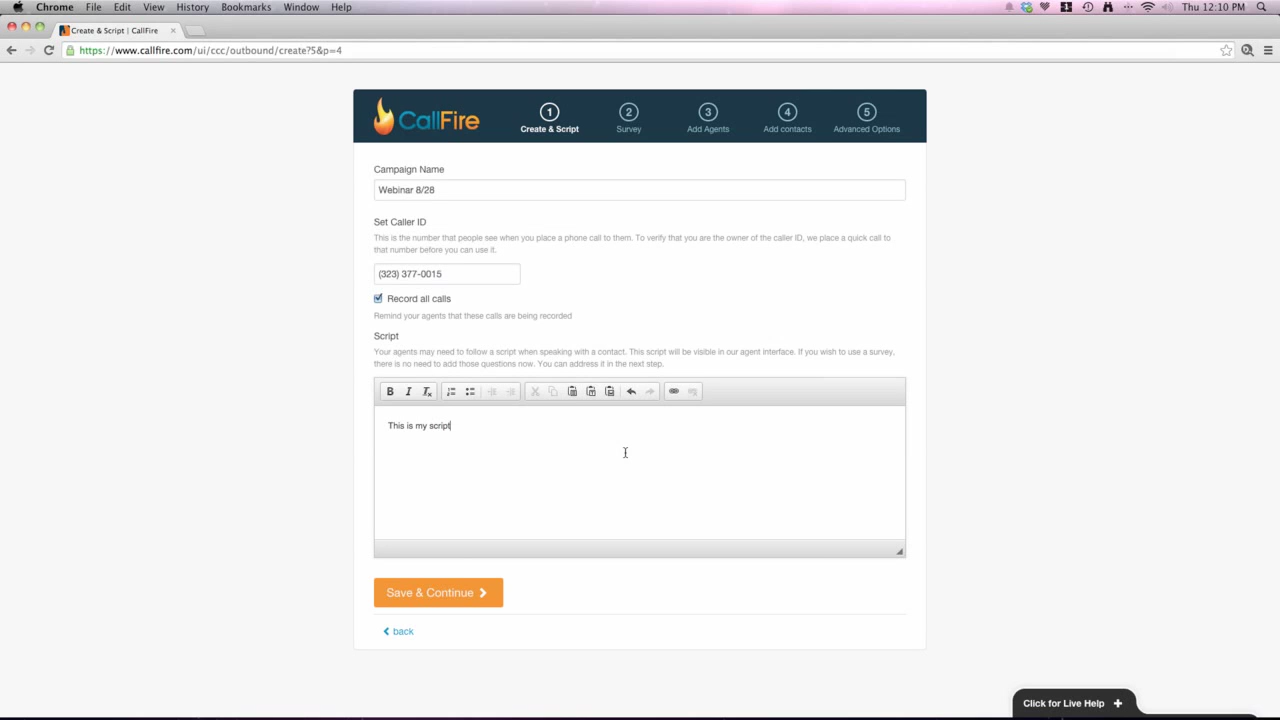 Chrome File Edit View History Bookmarks Window Help
Thu 12:10 PM
Create & Script | CallFire
https://www.callfire.com/ui/ccc/outbound/create?5&p=4
CallFire
1 2 3 4 5
Create & Script Survey Add Agents Add contacts Advanced Options
Campaign Name
Webinar 8/28
Set Caller ID
This is the number that people see when you place a phone call to them. To verify that you are the owner of the caller ID, we place a quick call to
that number before you can use it.
(323) 377-0015
Record all calls
Remind your agents that these calls are being recorded
Script
Your agents may need to follow a script when speaking with a contact. This script will be visible in our agent interface. If you wish to use a survey,
there is no need to add those questions now. You can address it in the next step.
B I Tx
This is my script
Save & Continue
back
Click for Live Help +